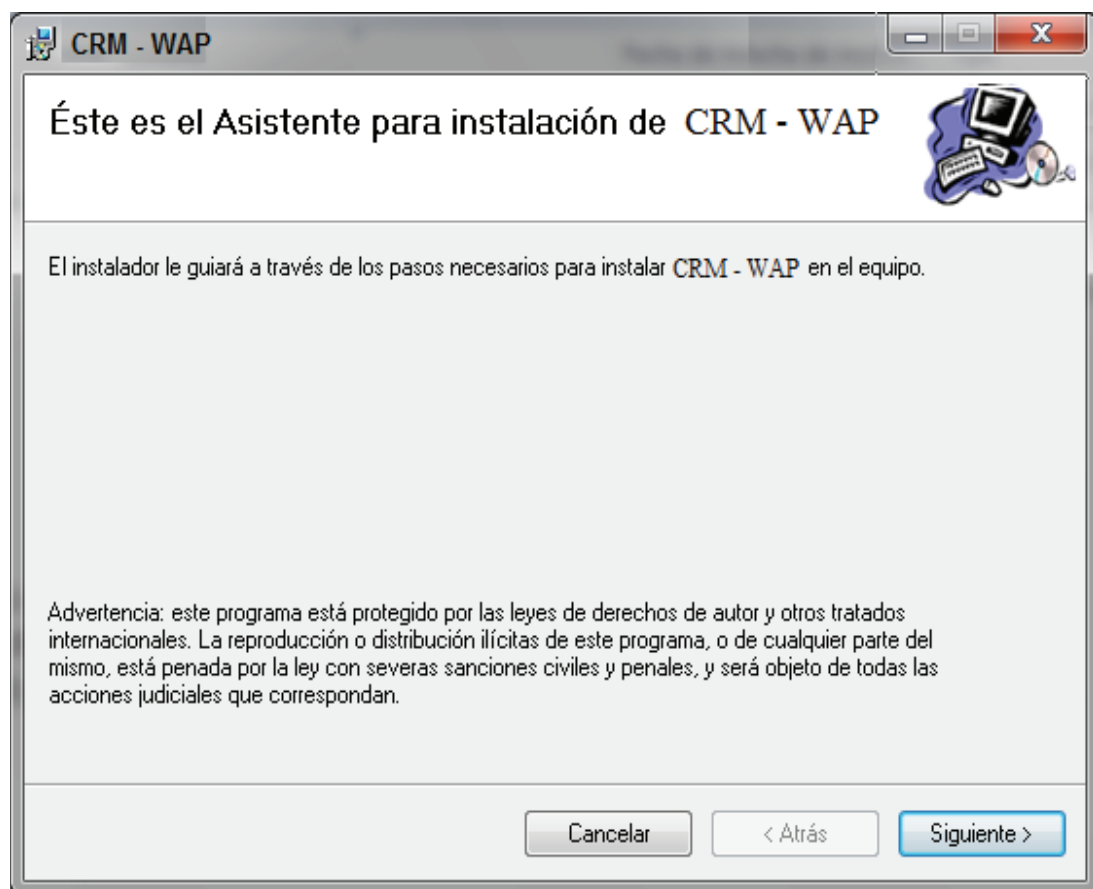 CRM - WAP
Éste es el Asistente para instalación de CRM - WAP
El instalador le guiará a través de los pasos necesarios para instalar CRM - WAP en el equipo.
Advertencia: este programa está protegido por las leyes de derechos de autor y otros tratados
internacionales. La reproducción o distribución ilícitas de este programa, o de cualquier parte del
mismo, está penada por la ley con severas sanciones civiles y penales, y será objeto de todas las
acciones judiciales que correspondan.
Cancelar < Atrás Siguiente >